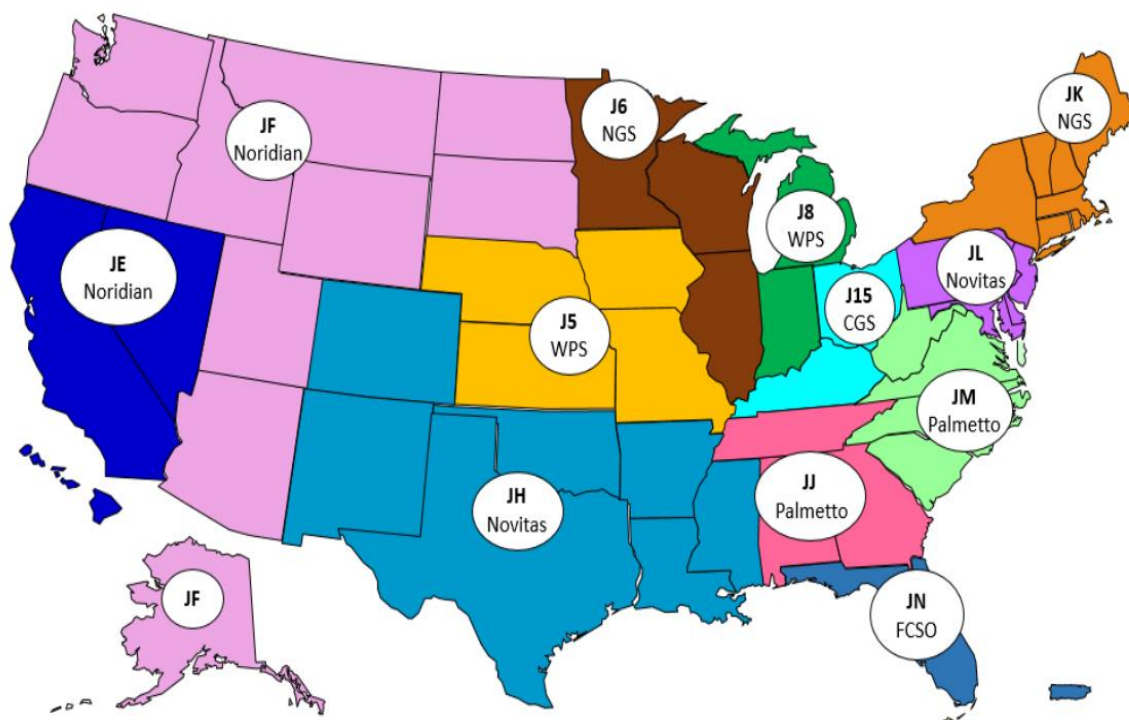 JF
Noridian
J6
NGS
JK
NGS
J8
WPS
JE
Noridian
JL
Novitas
J15
CGS
J5
WPS
JM
Palmetto
JH
Novitas
JJ
Palmetto
JF
JN
FCSO